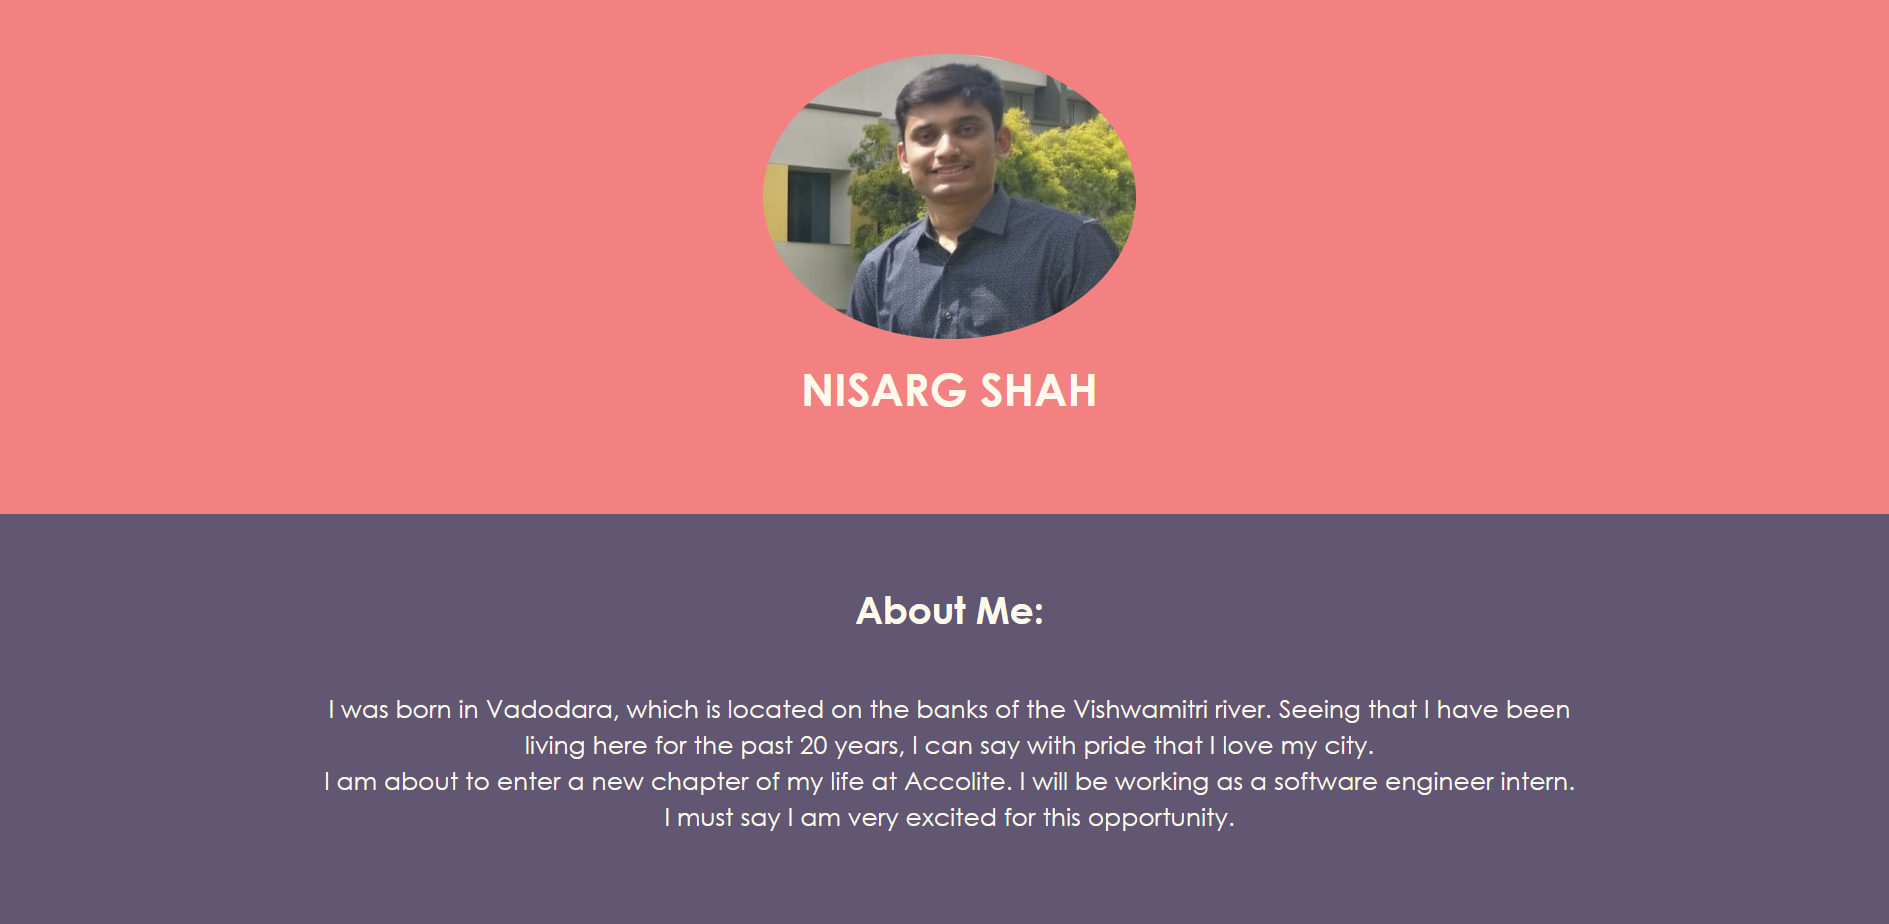 NISARG SHAH
About Me:
I was born in Vadodara, which is located on the banks of the Vishwamitri river. Seeing that I have been
living here for the past 20 years, I can say with pride that I love my city.
I am about to enter a new chapter of my life at Accolite. I will be working as a software engineer intern.
I must say I am very excited for this opportunity.